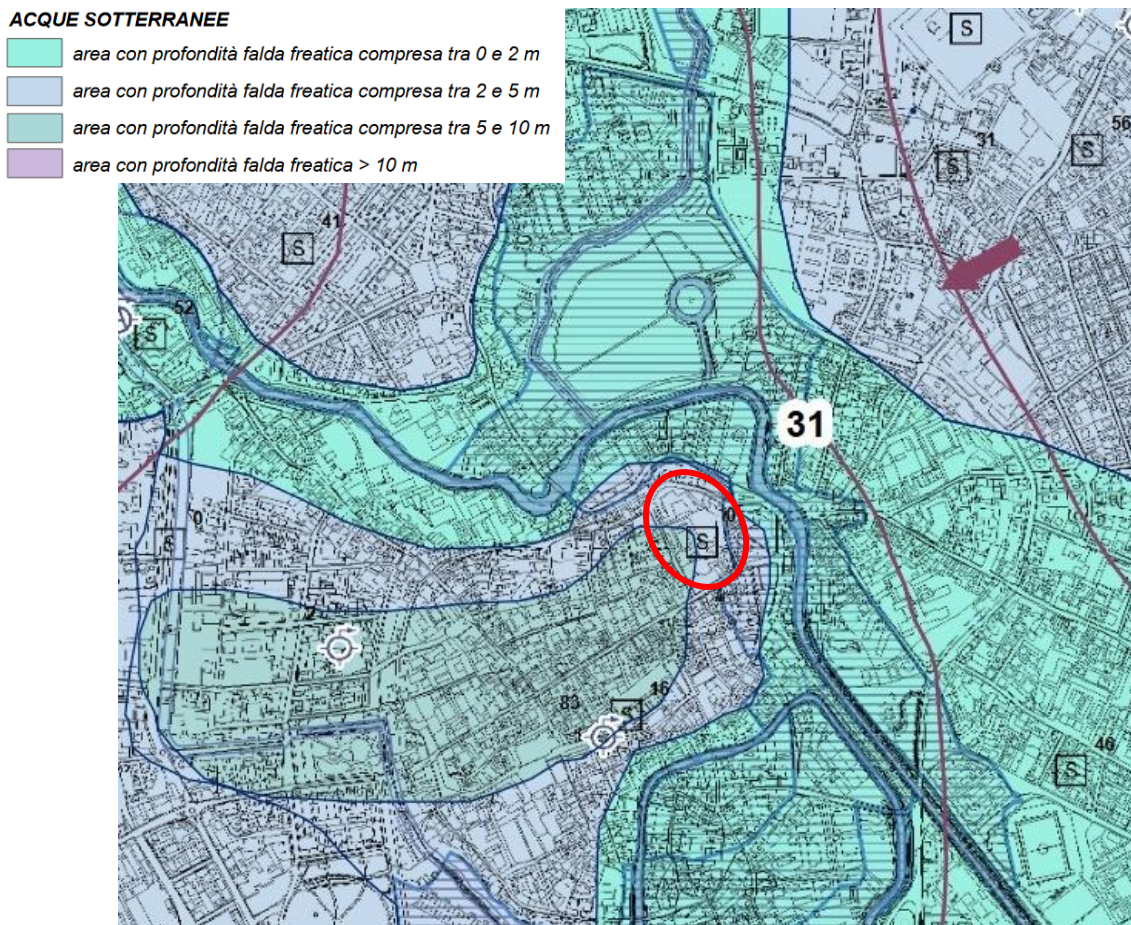 ACQUE SOTTERRANEE
area con profondità falda freatica compresa tra 0 e 2 m
area con profondità falda freatica compresa tra 2 e 5 m
area con profondità falda freatica compresa tra 5 e 10 m
area con profondità falda freatica > 10 m
S
56
31
S
S
41
S
52
S
31
0
S
0
S
2
16
83
S
1
46
S